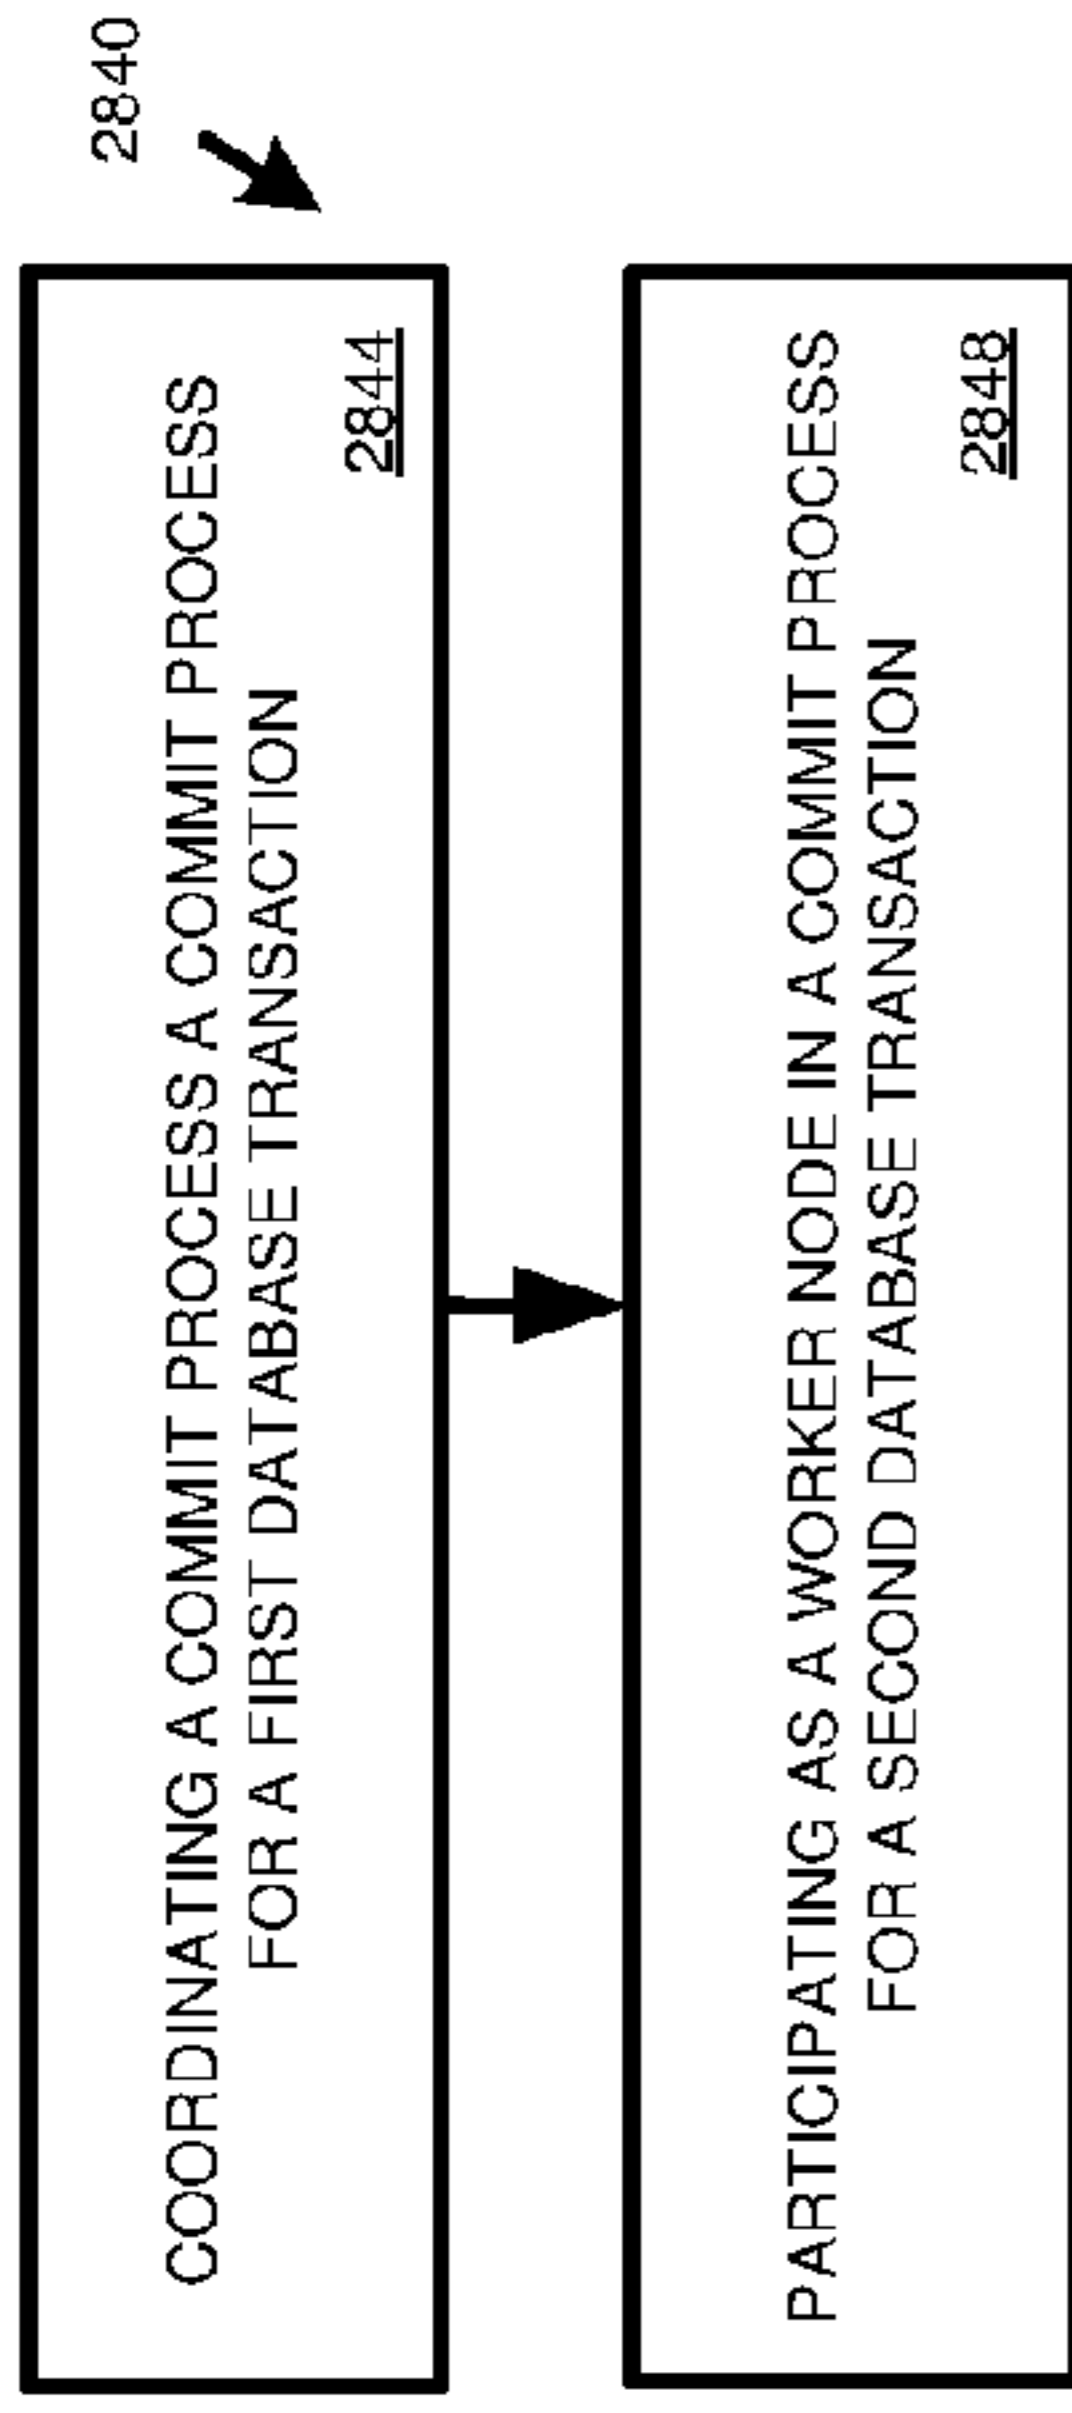 2840
COORDINATING A COMMIT PROCESS A COMMIT PROCESS
FOR A FIRST DATABASE TRANSACTION
2844
PARTICIPATING AS A WORKER NODE IN A COMMIT PROCESS
FOR A SECOND DATABASE TRANSACTION
2848